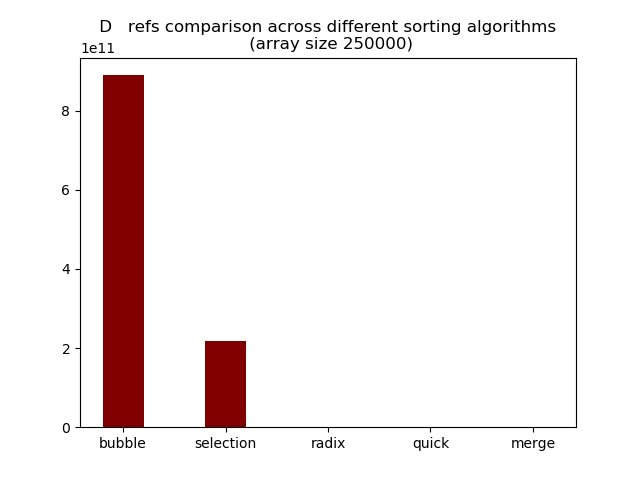 D   refs comparison across different sorting algorithms
(array size 250000)
1e11
8
6
4
2
0
bubble selection radix quick merge